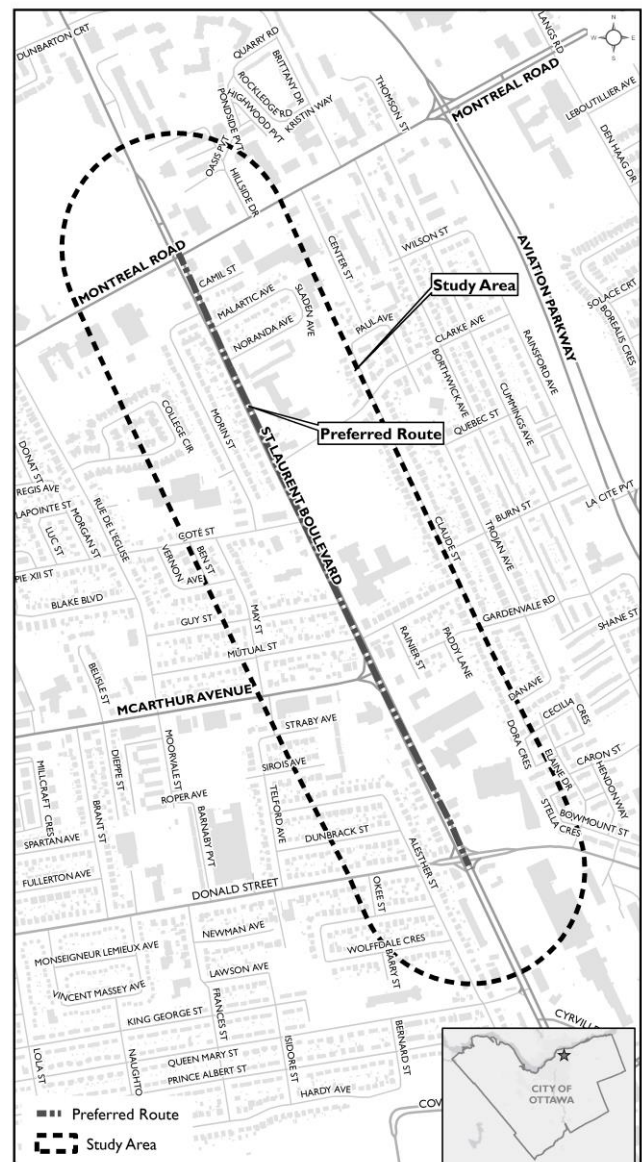 DUNBARTON CRT
QUARRY RD
BRITTANY DR
ROCKLEDGE RD
HIGHWOOD PVT
KRISTIN WAY
PONDSIDE PVT
OASIS PVT
HILLSIDE DR
THOMSON ST
LANGS RD
N
W
E
S
MONTREAL ROAD
LEBOUTILLIER AVE
DEN HAAG DR
MONTREAL ROAD
CAMIL ST
MALARTIC AVE
NORANDA AVE
SLADEN AVE
CENTER ST
WILSON ST
AVIATION PARKWAY
SOLACE CRT
BOREALIS CRES
Study Area
PAUL AVE
CLARKE AVE
RAINSFORD AVE
BORTHWICK AVE
QUEBEC ST
CUMMINGS AVE
Preferred Route
COLLEGE CIR
MORIN ST
ST LAURENT BOULEVARD
DONAT ST
REGIS AVE
LAPOINTE ST
LUC ST
MORGAN ST
RUE DE L'EGLISE
PIE XII ST
COTÉ ST
VERNON AVE
BEN ST
BLAKE BLVD
GUY ST
MAY ST
MUTUAL ST
CLAUDE ST
TROJAN AVE
BURN ST
LA CITE PVT
GARDENVALE RD
SHANE ST
RAINIER ST
PADDY LANE
DAN AVE
CECILIA CRES
DORA CRES
ELAINE DR
CARON ST
HENDON WAY
BOWMOUNT ST
STELLA CRES
BELISLE ST
MCARTHUR AVENUE
STRABY AVE
SIROIS AVE
DIEPPE ST
MOORVALE ST
MILLCRAFT CRES
BRANT ST
ROPER AVE
BARNABY PVT
TELFORD AVE
DUNBRACK ST
ALESTHER ST
SPARTAN AVE
FULLERTON AVE
DONALD STREET
OKEE ST
NEWMAN AVE
MONSEIGNEUR LEMIEUX AVE
WOLFFDALE CRES
BARRY ST
LAWSON AVE
VINCENT MASSEY AVE
FRANCES ST
KING GEORGE ST
ISIDORE ST
BERNARD ST
LOLA ST
QUEEN MARY ST
NAUGHTO
PRINCE ALBERT ST
HARDY AVE
CYRVILLE
COV
CITY OF
OTTAWA
Preferred Route
Study Area